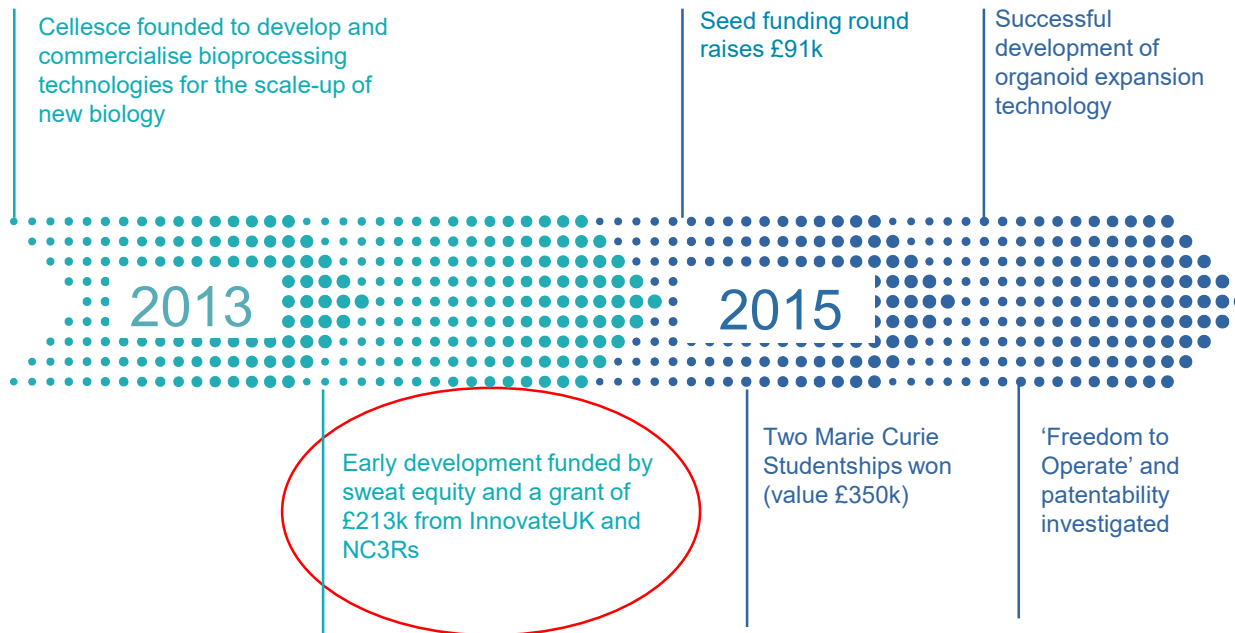 Cellesce founded to develop and
commercialise bioprocessing
technologies for the scale-up of
new biology
Seed funding round
raises £91k
Successful
development of
organoid expansion
technology
2013
2015
Early development funded by
sweat equity and a grant of
£213k from InnovateUK and
NC3Rs
Two Marie Curie
Studentships won
(value £350k)
‘Freedom to
Operate’ and
patentability
investigated